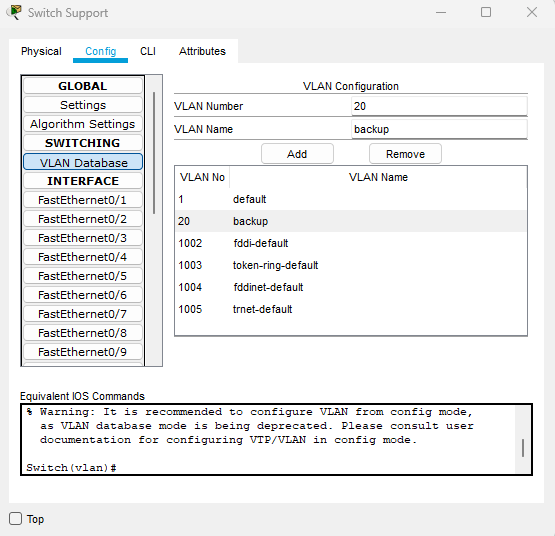 Switch Support
Physical Config CLI Attributes
GLOBAL
Settings
Algorithm Settings
SWITCHING
VLAN Database
INTERFACE
FastEthernet0/1
FastEthernet0/2
FastEthernet0/3
FastEthernet0/4
FastEthernet0/5
FastEthernet0/6
FastEthernet0/7
FastEthernet0/8
FastEthernet0/9
VLAN Configuration
VLAN Number 20
VLAN Name backup
Add Remove
VLAN No VLAN Name
1 default
20 backup
1002 fddi-default
1003 token-ring-default
1004 fddinet-default
1005 trnet-default
Equivalent IOS Commands
% Warning: It is recommended to configure VLAN from config mode,
as VLAN database mode is being deprecated. Please consult user
documentation for configuring VTP/VLAN in config mode.
Switch(vlan)#
Top